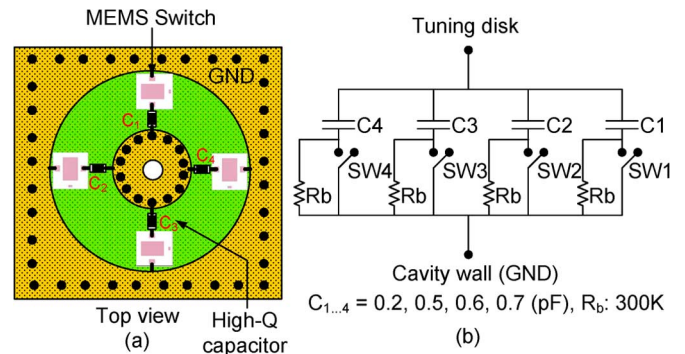 MEMS Switch
GND
C1
C2
C4
C3
Top view
(a)
High-Q
capacitor
Tuning disk
C4
C3
C2
C1
SW4
SW3
SW2
SW1
Rb
Rb
Rb
Rb
Cavity wall (GND)
C1...4 = 0.2, 0.5, 0.6, 0.7 (pF), Rb: 300K
(b)